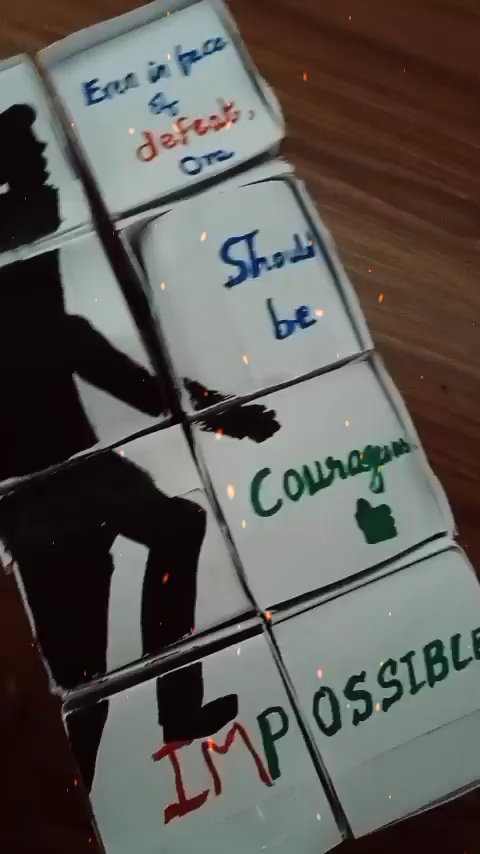 Even in face
of
defeat,
One
Should
be
Courageous.
IMPOSSIBLE